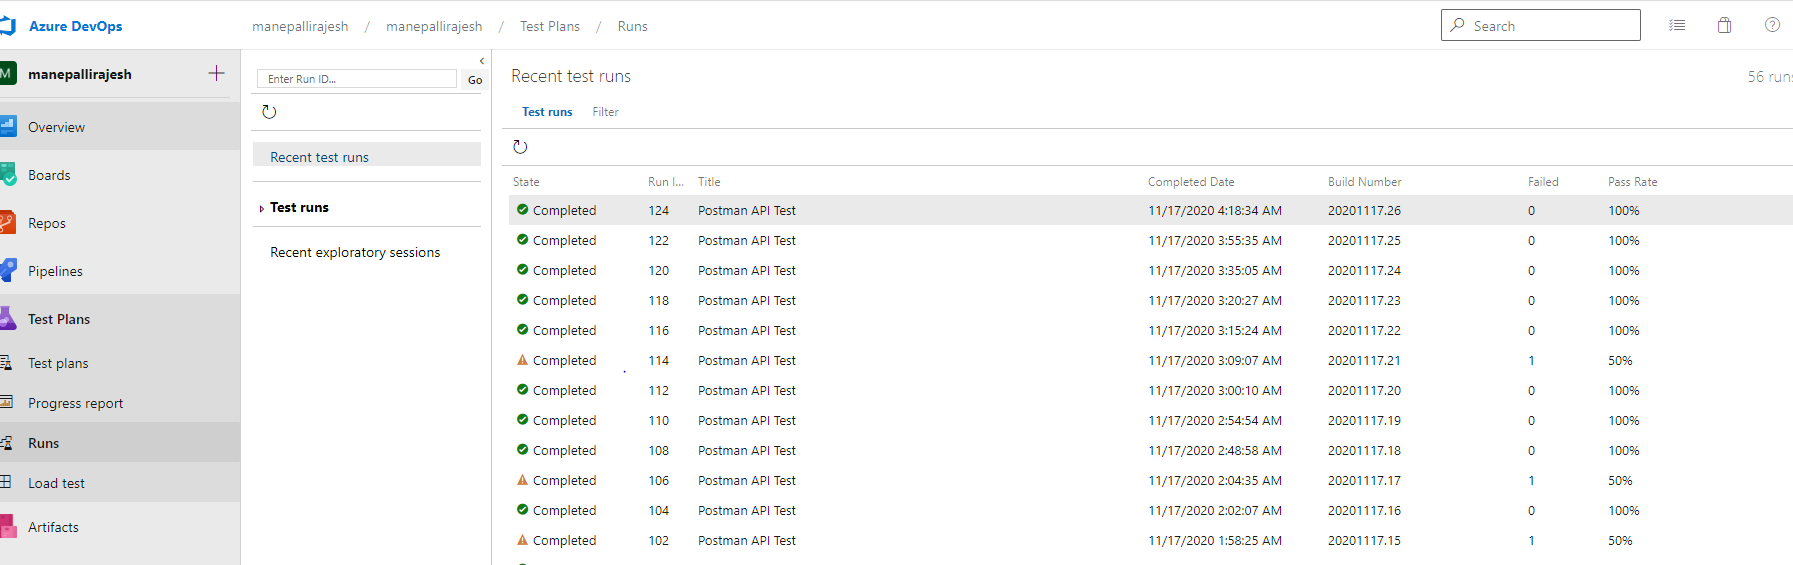 Azure DevOps
manepallirajesh / manepallirajesh / Test Plans / Runs
Search
M manepallirajesh
Overview
Boards
Repos
Pipelines
Test Plans
Test plans
Progress report
Runs
Load test
Artifacts
Enter Run ID...
Go
Recent test runs
Test runs
Recent exploratory sessions
Recent test runs
56 runs
Test runs Filter
State Run I... Title Completed Date Build Number Failed Pass Rate
Completed 124 Postman API Test 11/17/2020 4:18:34 AM 20201117.26 0 100%
Completed 122 Postman API Test 11/17/2020 3:55:35 AM 20201117.25 0 100%
Completed 120 Postman API Test 11/17/2020 3:35:05 AM 20201117.24 0 100%
Completed 118 Postman API Test 11/17/2020 3:20:27 AM 20201117.23 0 100%
Completed 116 Postman API Test 11/17/2020 3:15:24 AM 20201117.22 0 100%
Completed 114 Postman API Test 11/17/2020 3:09:07 AM 20201117.21 1 50%
Completed 112 Postman API Test 11/17/2020 3:00:10 AM 20201117.20 0 100%
Completed 110 Postman API Test 11/17/2020 2:54:54 AM 20201117.19 0 100%
Completed 108 Postman API Test 11/17/2020 2:48:58 AM 20201117.18 0 100%
Completed 106 Postman API Test 11/17/2020 2:04:35 AM 20201117.17 1 50%
Completed 104 Postman API Test 11/17/2020 2:02:07 AM 20201117.16 0 100%
Completed 102 Postman API Test 11/17/2020 1:58:25 AM 20201117.15 1 50%